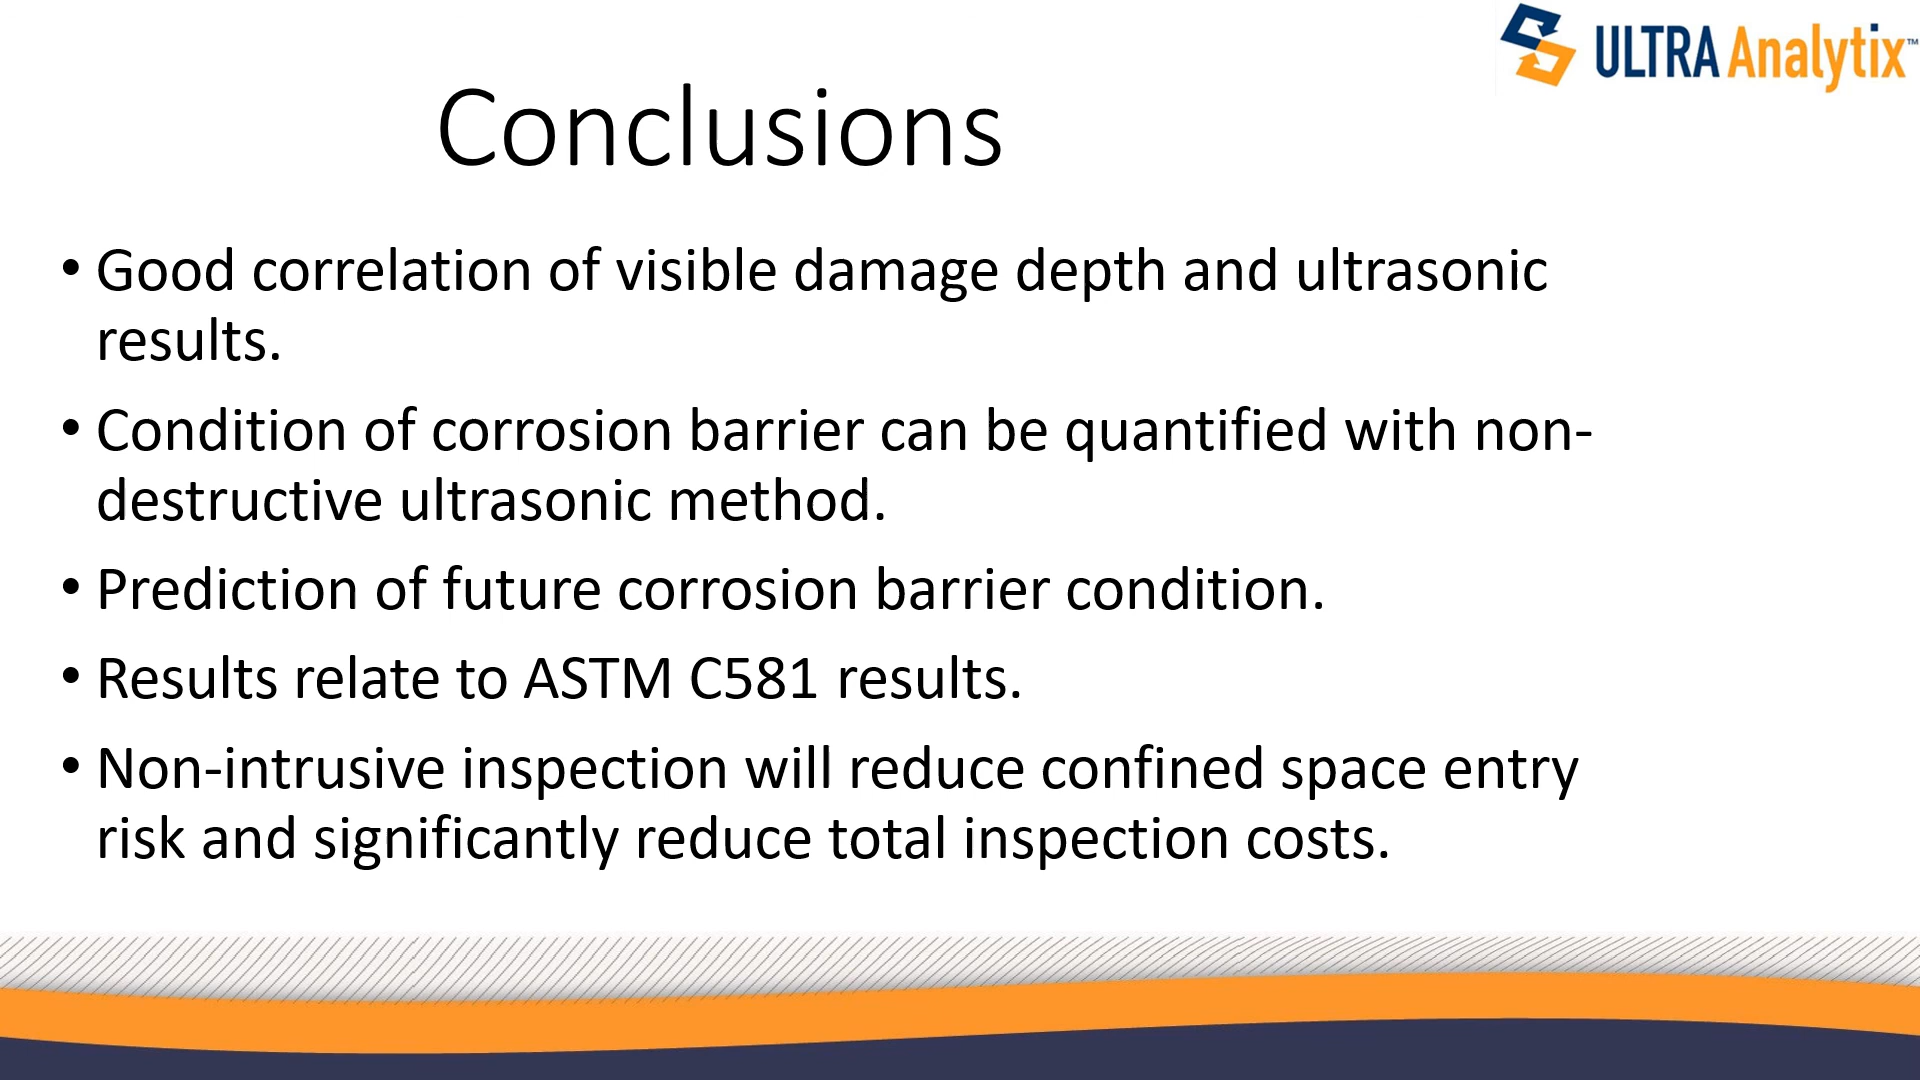 ULTRA Analytix™
Conclusions
• Good correlation of visible damage depth and ultrasonic
results.
• Condition of corrosion barrier can be quantified with non-
destructive ultrasonic method.
• Prediction of future corrosion barrier condition.
• Results relate to ASTM C581 results.
• Non-intrusive inspection will reduce confined space entry
risk and significantly reduce total inspection costs.